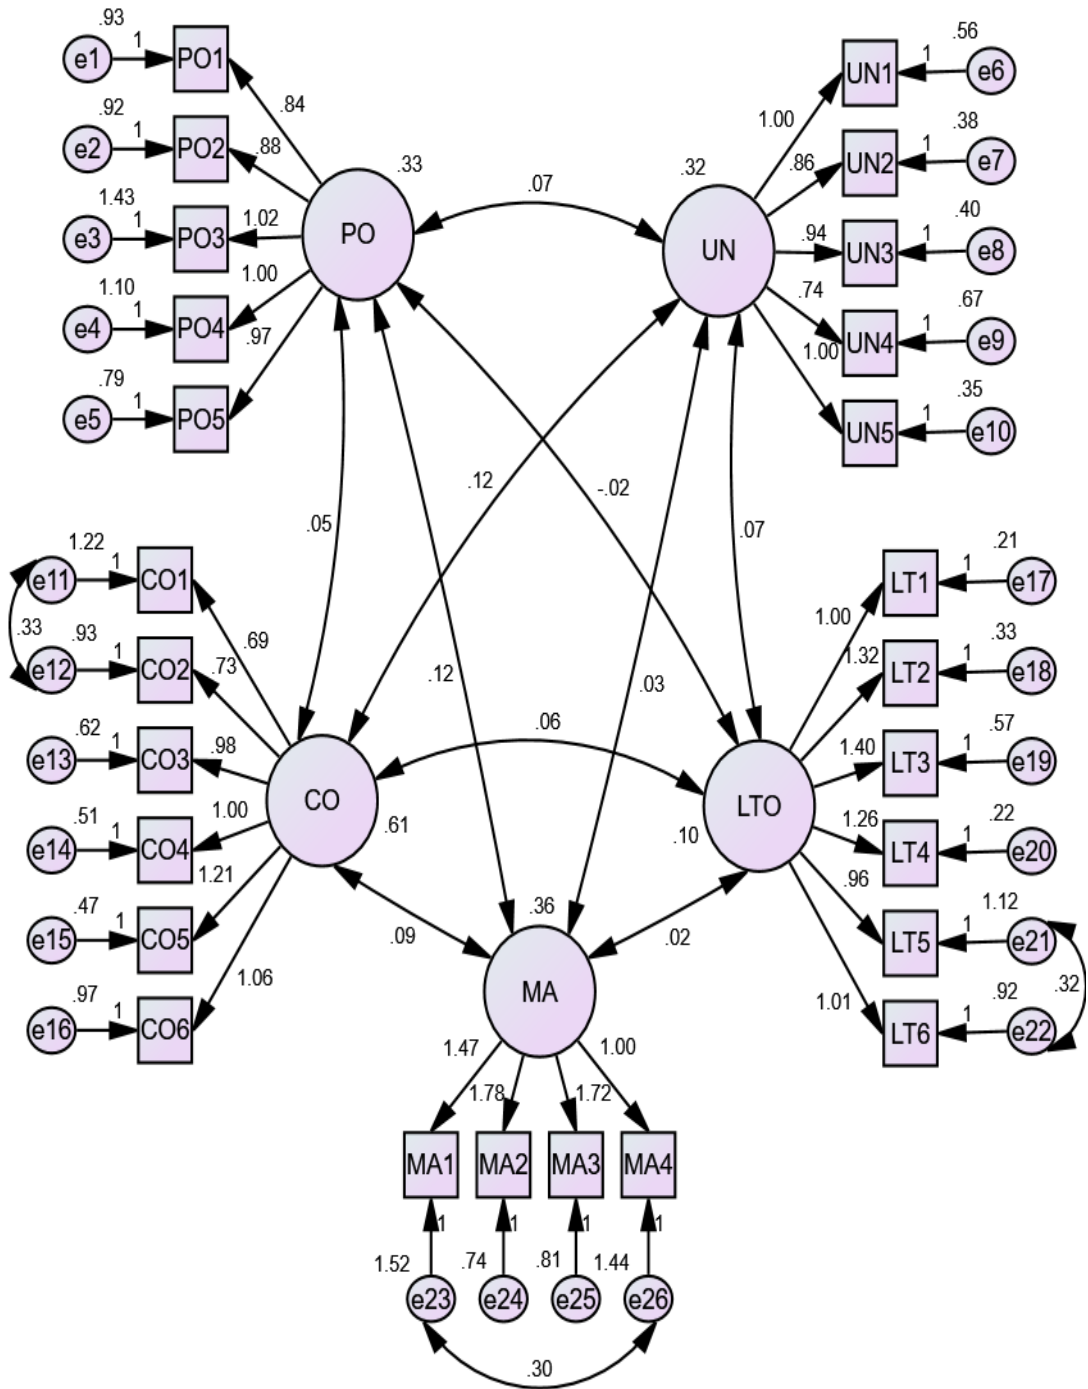 .93
e1
1
PO1
.84
.92
e2
1
PO2
.88
1.43
e3
1
PO3
1.02
1.10
e4
1
PO4
1.00
.79
e5
1
PO5
.97
.33
PO
.07
.32
UN
1.00
UN1
1
.56
e6
.86
UN2
1
.38
e7
.94
UN3
1
.40
e8
.74
UN4
1
.67
e9
1.00
UN5
1
.35
e10
.05
.12
-.02
.07
.12
.03
.06
.09
.02
1.22
e11
1
CO1
.69
.33
.93
e12
1
CO2
.73
.62
e13
1
CO3
.98
.51
e14
1
CO4
1.00
.47
e15
1
CO5
1.21
.97
e16
1
CO6
1.06
CO
.61
LTO
.10
1.00
LT1
1
.21
e17
1.32
LT2
1
.33
e18
1.40
LT3
1
.57
e19
1.26
LT4
1
.22
e20
.96
LT5
1
1.12
e21
1.01
LT6
1
.92
e22
.32
.36
MA
1.47
1.78
1.72
1.00
MA1
MA2
MA3
MA4
1
1
1
1
1.52
.74
.81
1.44
e23
e24
e25
e26
.30